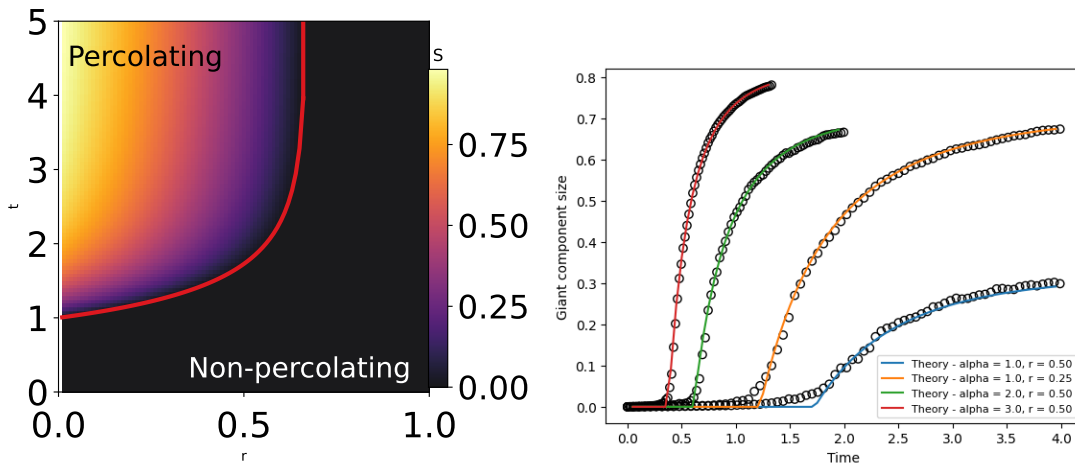 Percolating
Non-percolating
5
4
3
2
1
0
t
0.0
0.5
1.0
r
S
0.75
0.50
0.25
0.00
0.8
0.7
0.6
0.5
0.4
0.3
0.2
0.1
0.0
Giant component size
0.0
0.5
1.0
1.5
2.0
2.5
3.0
3.5
4.0
Time
Theory - alpha = 1.0, r = 0.50
Theory - alpha = 1.0, r = 0.25
Theory - alpha = 2.0, r = 0.50
Theory - alpha = 3.0, r = 0.50